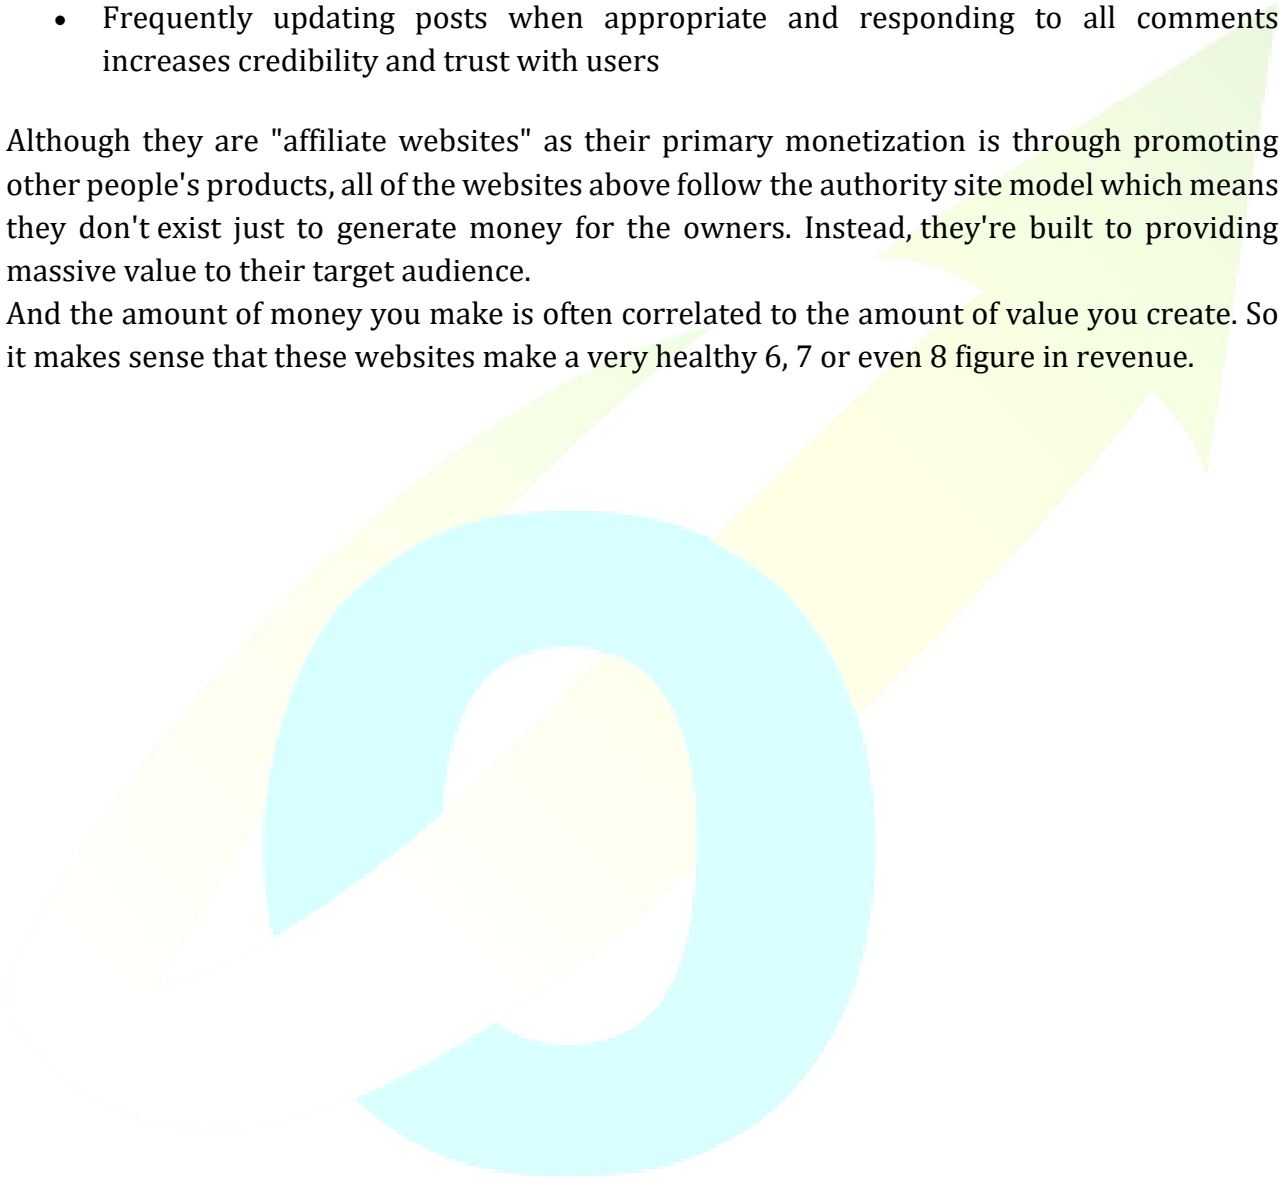 • Frequently updating posts when appropriate and responding to all comments
increases credibility and trust with users
Although they are "affiliate websites" as their primary monetization is through promoting
other people's products, all of the websites above follow the authority site model which means
they don't exist just to generate money for the owners. Instead, they're built to providing
massive value to their target audience.
And the amount of money you make is often correlated to the amount of value you create. So
it makes sense that these websites make a very healthy 6, 7 or even 8 figure in revenue.